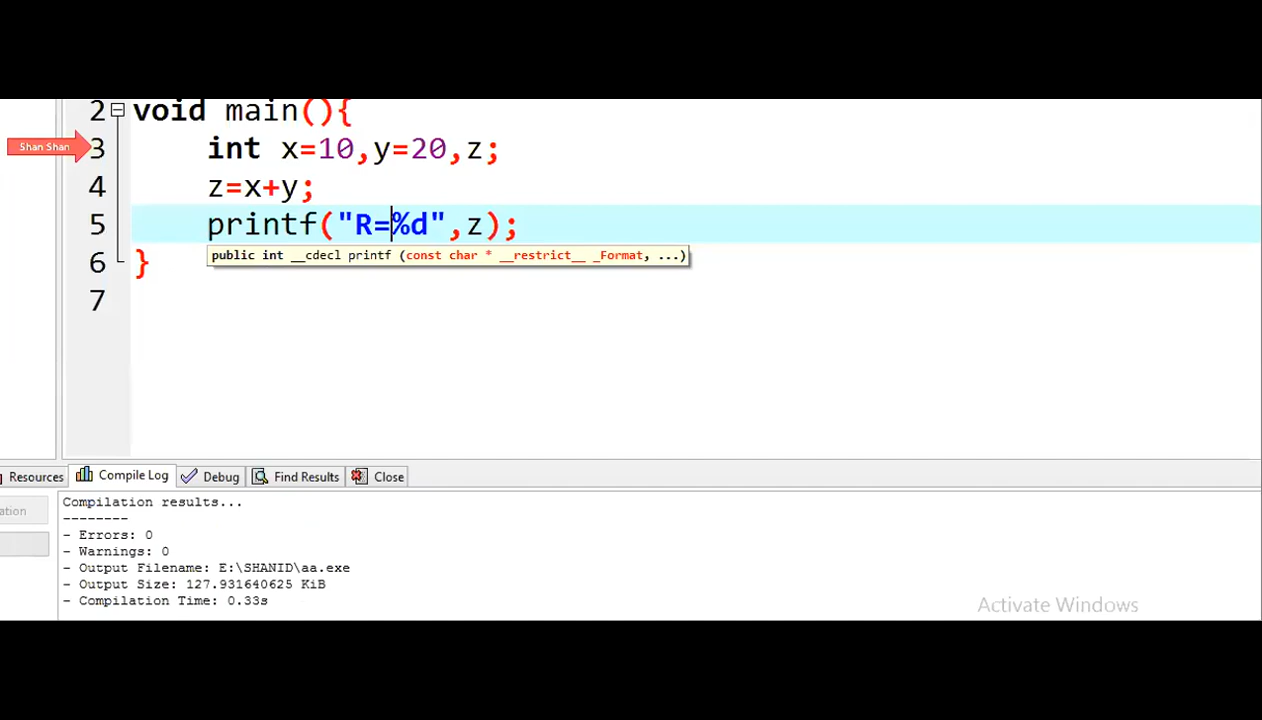 2 void main(){
Shan Shan 3 int x=10,y=20,z;
4 z=x+y;
5 printf("R=%d",z);
public int __cdecl printf (const char * __restrict__ _Format, ...)
6 }
7
Resources Compile Log Debug Find Results Close
Compilation results...
ation
--------
- Errors: 0
- Warnings: 0
- Output Filename: E:\SHANID\aa.exe
- Output Size: 127.931640625 KiB
- Compilation Time: 0.33s
Activate Windows